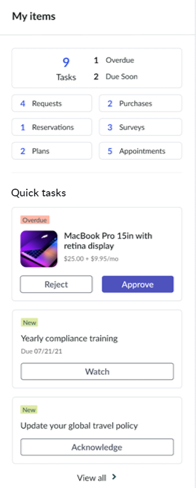 My items
9
Tasks
1 Overdue
2 Due Soon
4 Requests
2 Purchases
1 Reservations
3 Surveys
2 Plans
5 Appointments
Quick tasks
Overdue
MacBook Pro 15in with
retina display
$25.00 + $9.95/mo
Reject
Approve
New
Yearly compliance training
Due 07/21/21
Watch
New
Update your global travel policy
Acknowledge
View all